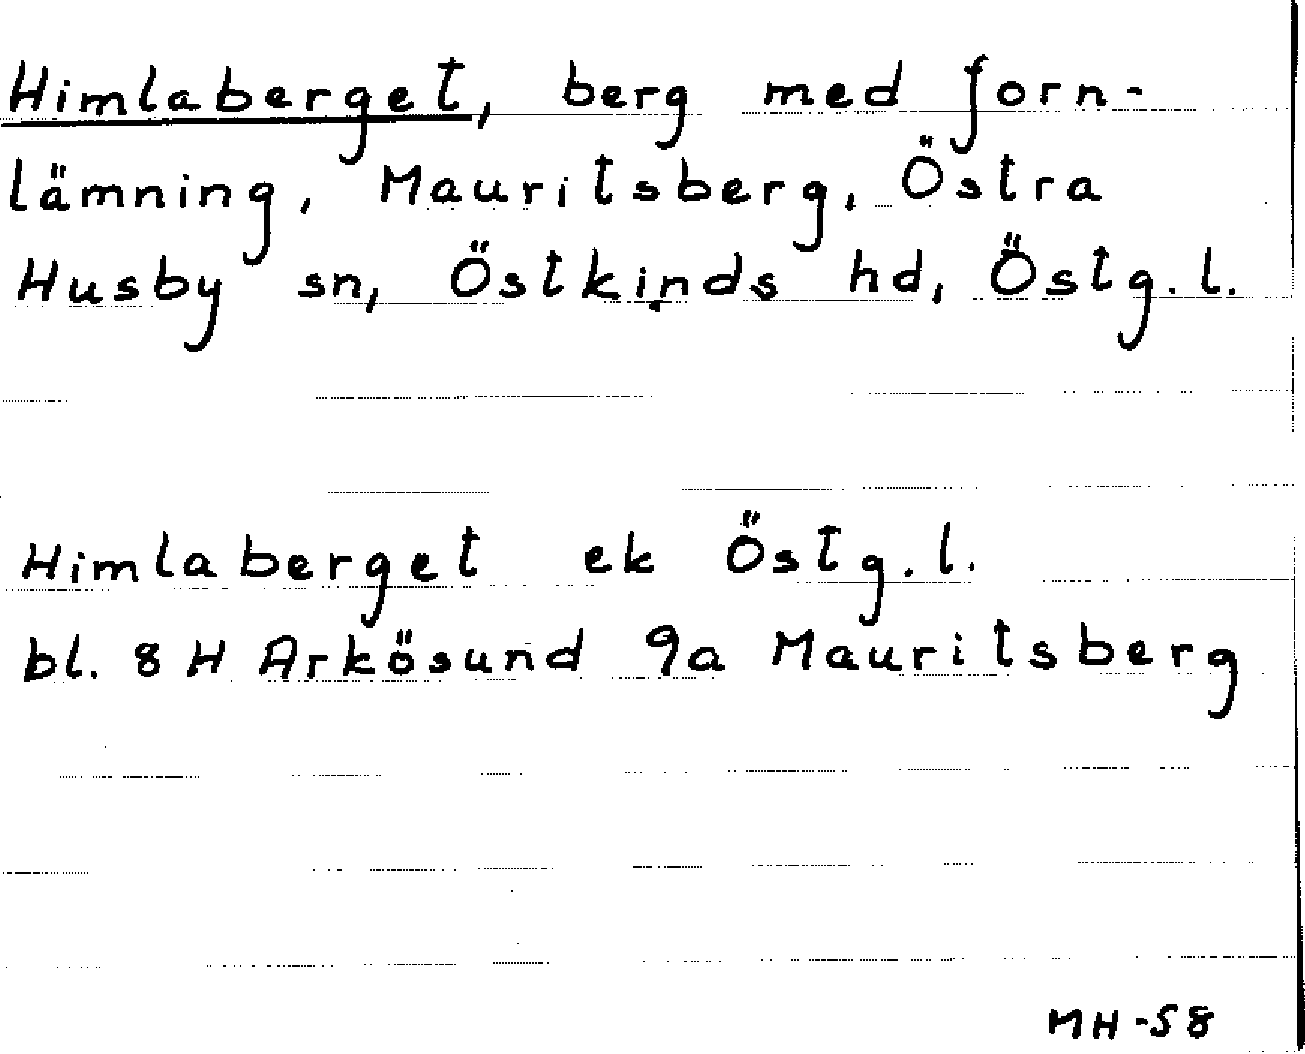 Himlaberget, berg med forn-
lämning, Mauritsberg, Östra
Husby sn, Östkinds hd, Östg.l.
Himlaberget ek Östg.l.
bl. 8 H Arkösund 9a Mauritsberg
MH-58